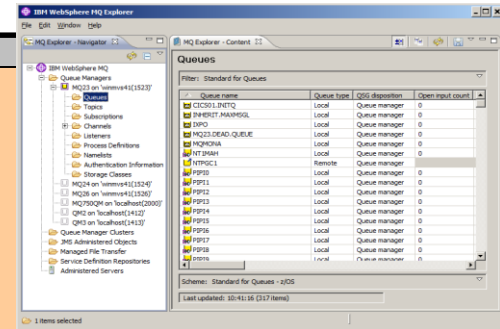 IBM WebSphere MQ Explorer
File Edit Window Help
MQ Explorer - Navigator
IBM WebSphere MQ
Queue Managers
MQ23 on 'winmvs41(1523)'
Queues
Topics
Subscriptions
Channels
Listeners
Process Definitions
Namelists
Authentication Information
Storage Classes
MQ24 on 'winmvs41(1524)'
MQ26 on 'winmvs41(1526)'
MQ750QM on 'localhost(2000)'
QM2 on 'localhost(1412)'
QM3 on 'localhost(1413)'
Queue Manager Clusters
JMS Administered Objects
Managed File Transfer
Service Definition Repositories
Administered Servers
MQ Explorer - Content
Queues
Filter: Standard for Queues
Queue name Queue type QSG disposition Open input count
CICS01.INITQ Local Queue manager 0
INHERIT.MAXMSGL Local Queue manager 0
IXPO Local Queue manager 0
MQ23.DEAD.QUEUE Local Queue manager 0
MQMONA Local Queue manager 0
NT1MAH Local Queue manager 0
NTPGC1 Remote Queue manager
PIPI0 Local Queue manager 0
PIPI1 Local Queue manager 0
PIPI2 Local Queue manager 0
PIPI3 Local Queue manager 0
PIPI4 Local Queue manager 0
PIPI5 Local Queue manager 0
PIPI6 Local Queue manager 0
PIPI7 Local Queue manager 0
PIPI8 Local Queue manager 0
PIPI9 Local Queue manager 0
Scheme: Standard for Queues - z/OS
Last updated: 10:41:16 (317 items)
1 items selected